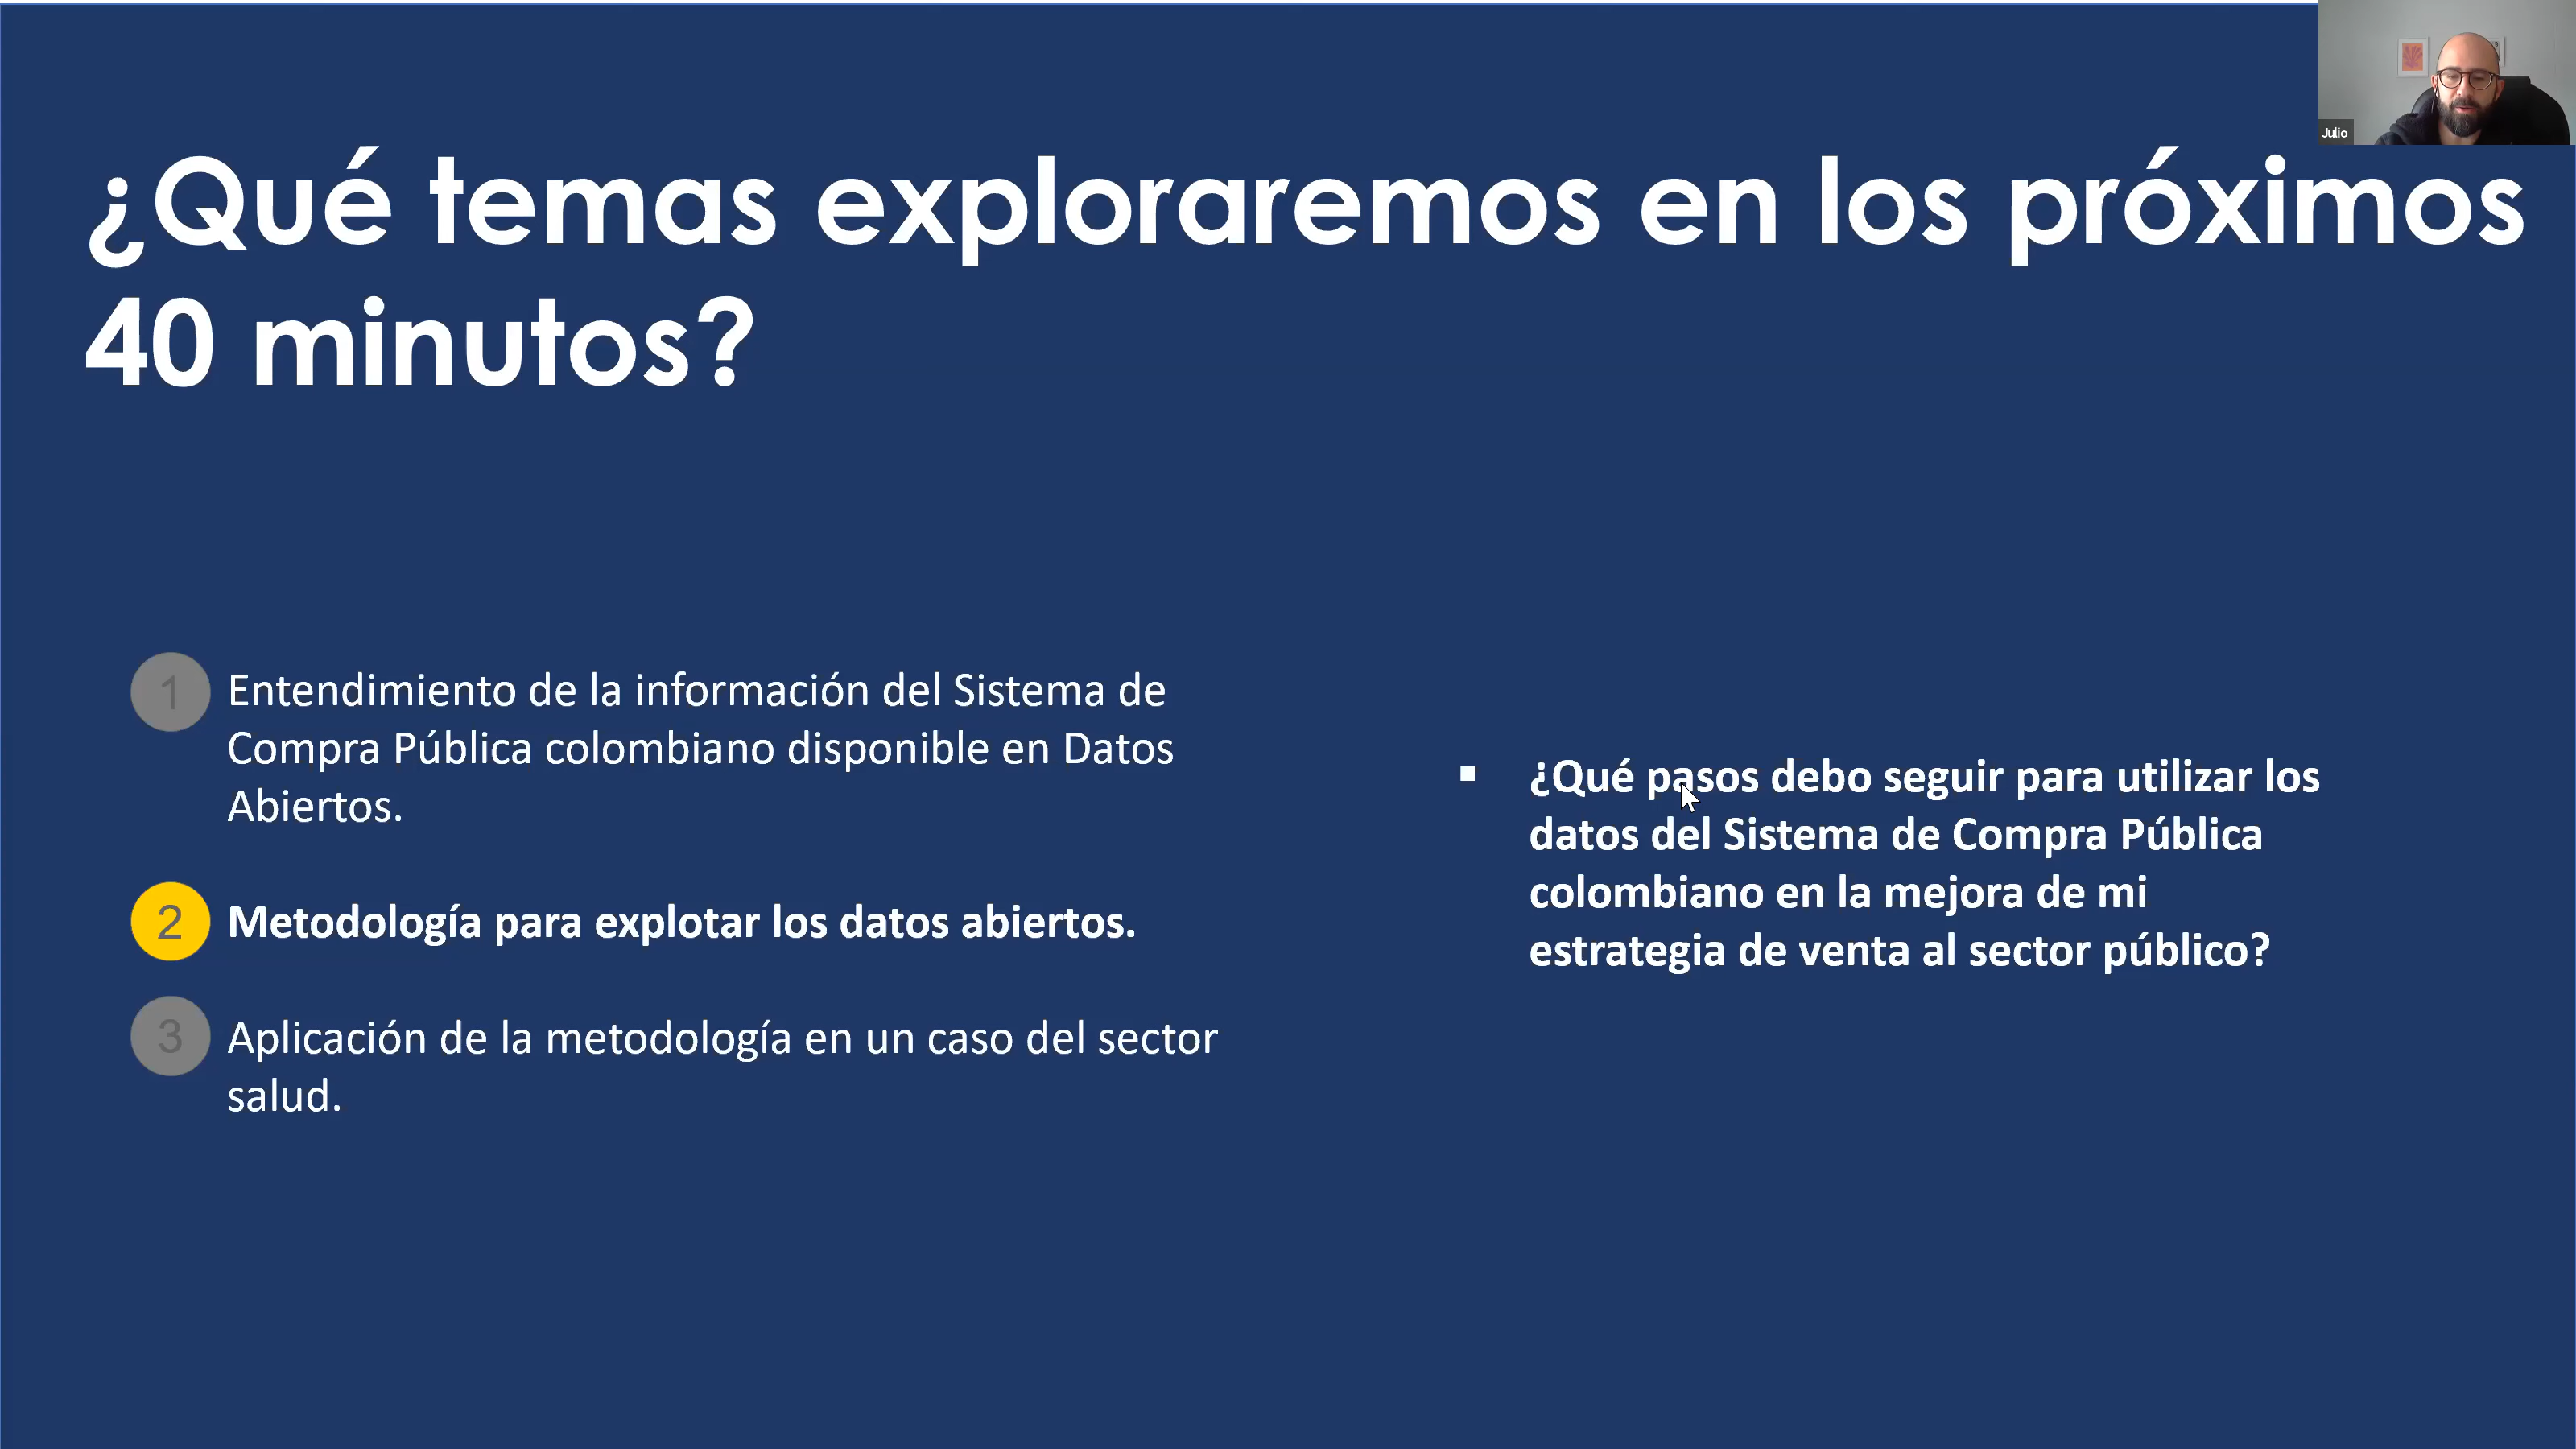 Julio
¿Qué temas exploraremos en los próximos
40 minutos?
1
Entendimiento de la información del Sistema de
Compra Pública colombiano disponible en Datos
Abiertos.
2
Metodología para explotar los datos abiertos.
3
Aplicación de la metodología en un caso del sector
salud.
▪ ¿Qué pasos debo seguir para utilizar los
datos del Sistema de Compra Pública
colombiano en la mejora de mi
estrategia de venta al sector público?